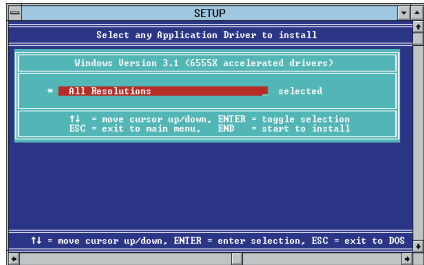 SETUP
Select any Application Driver to install
Windows Version 3.1 (6555X accelerated drivers)
* All Resolutions _ selected
↑↓ = move cursor up/down, ENTER = toggle selection
ESC = exit to main menu, END = start to install
↑↓ = move cursor up/down, ENTER = enter selection, ESC = exit to DOS